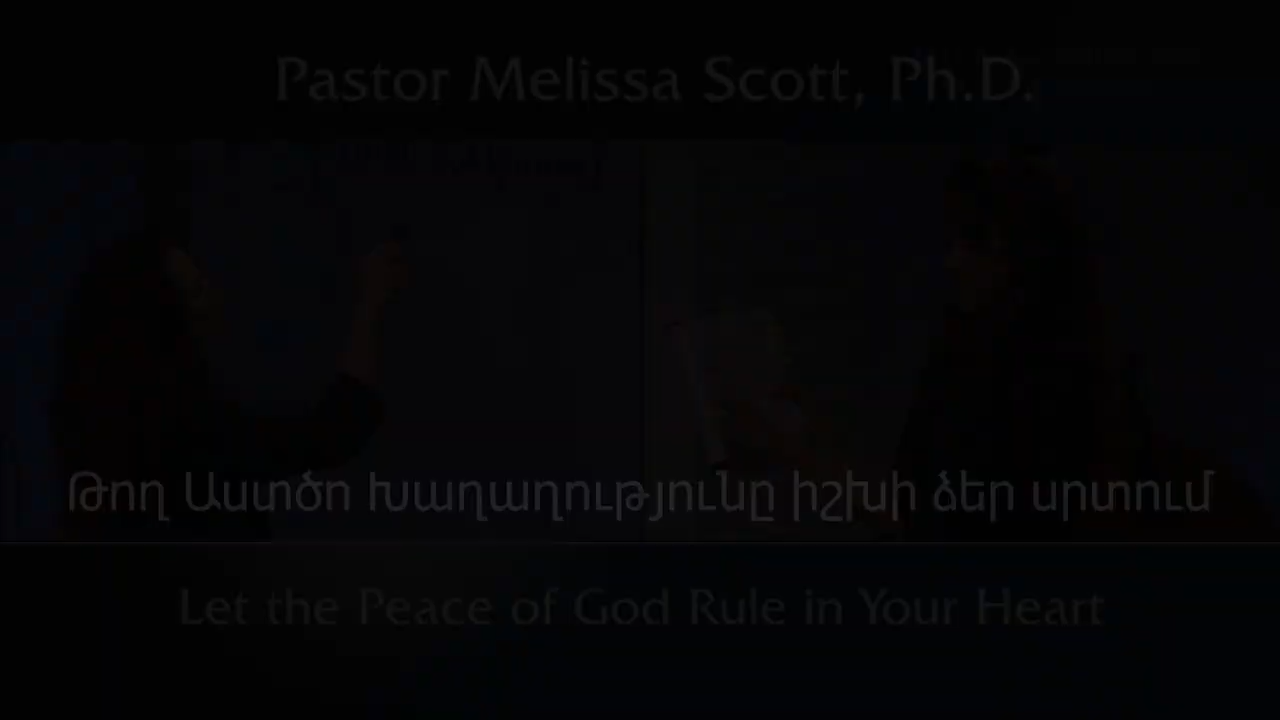 Pastor Melissa Scott, Ph.D.
Թող Աստծո Խաղաղությունը իշխի ձեր սրտում
Let the Peace of God Rule in Your Heart